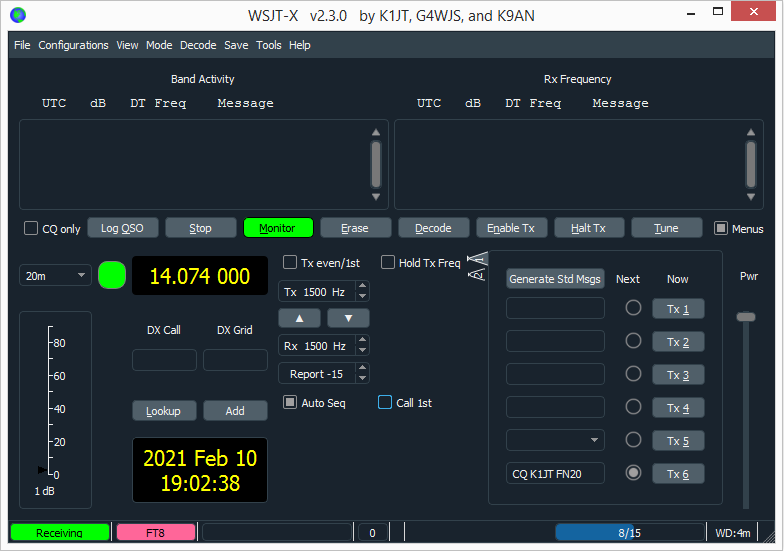 WSJT-X v2.3.0 by K1JT, G4WJS, and K9AN
File Configurations View Mode Decode Save Tools Help
Band Activity Rx Frequency
UTC dB DT Freq Message UTC dB DT Freq Message
CQ only Log QSO Stop Monitor Erase Decode Enable Tx Halt Tx Tune Menus
20m 14.074 000
Tx even/1st Hold Tx Freq
Tx 1500 Hz
Rx 1500 Hz
Report -15
Auto Seq Call 1st
DX Call DX Grid
Lookup Add
2021 Feb 10
19:02:38
80
60
40
20
0
1 dB
1
2
Generate Std Msgs Next Now Pwr
Tx 1
Tx 2
Tx 3
Tx 4
Tx 5
CQ K1JT FN20 Tx 6
Receiving FT8 0 8/15 WD:4m